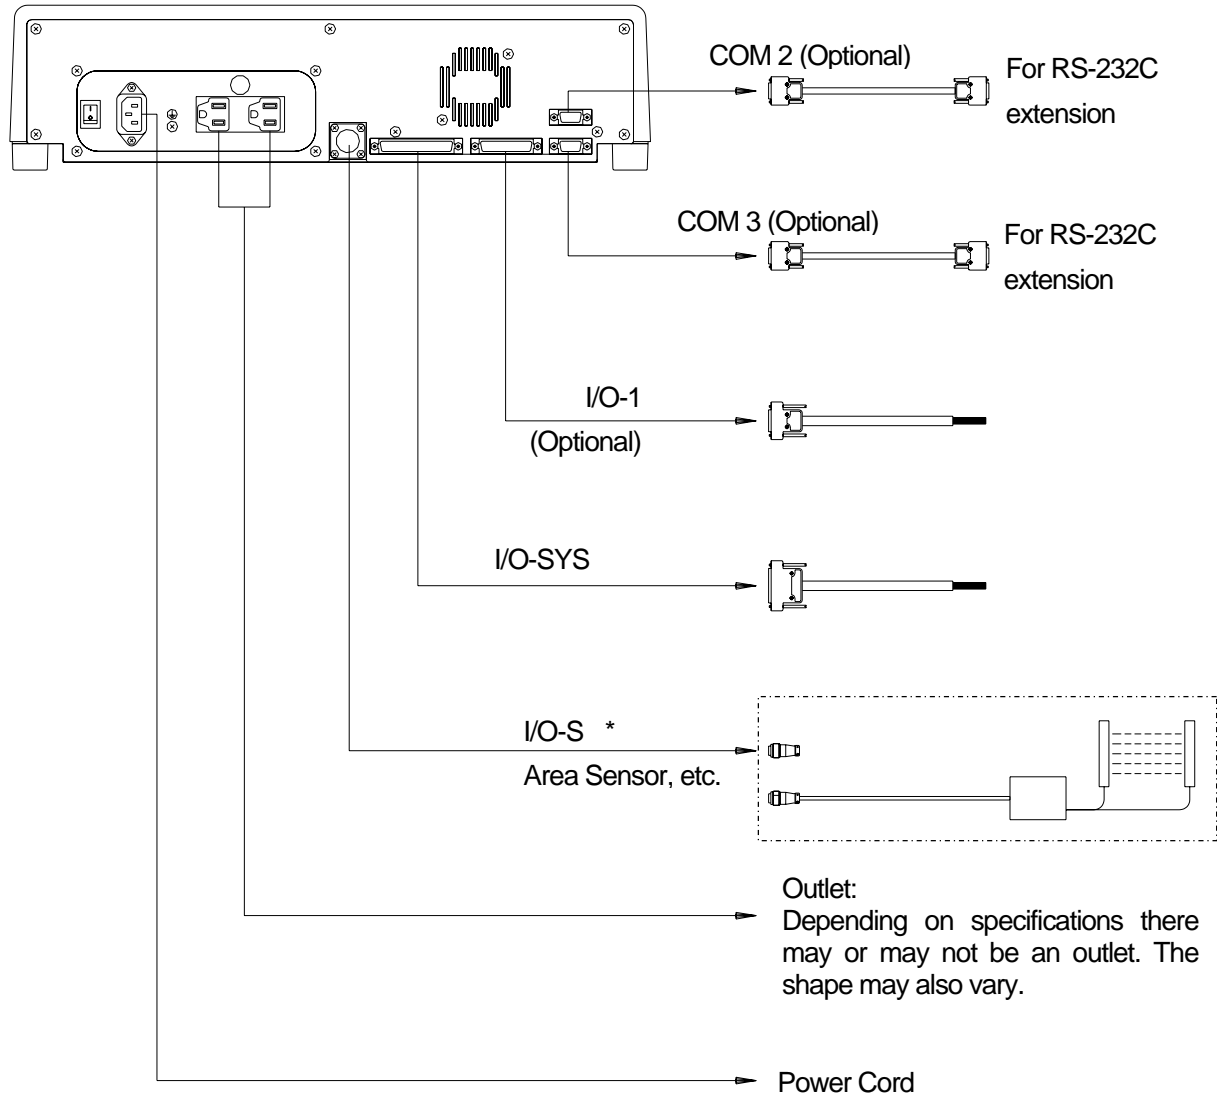 COM 2 (Optional)
For RS-232C
extension
COM 3 (Optional)
For RS-232C
extension
I/O-1
(Optional)
I/O-SYS
I/O-S *
Area Sensor, etc.
Outlet:
Depending on specifications there
may or may not be an outlet. The
shape may also vary.
Power Cord